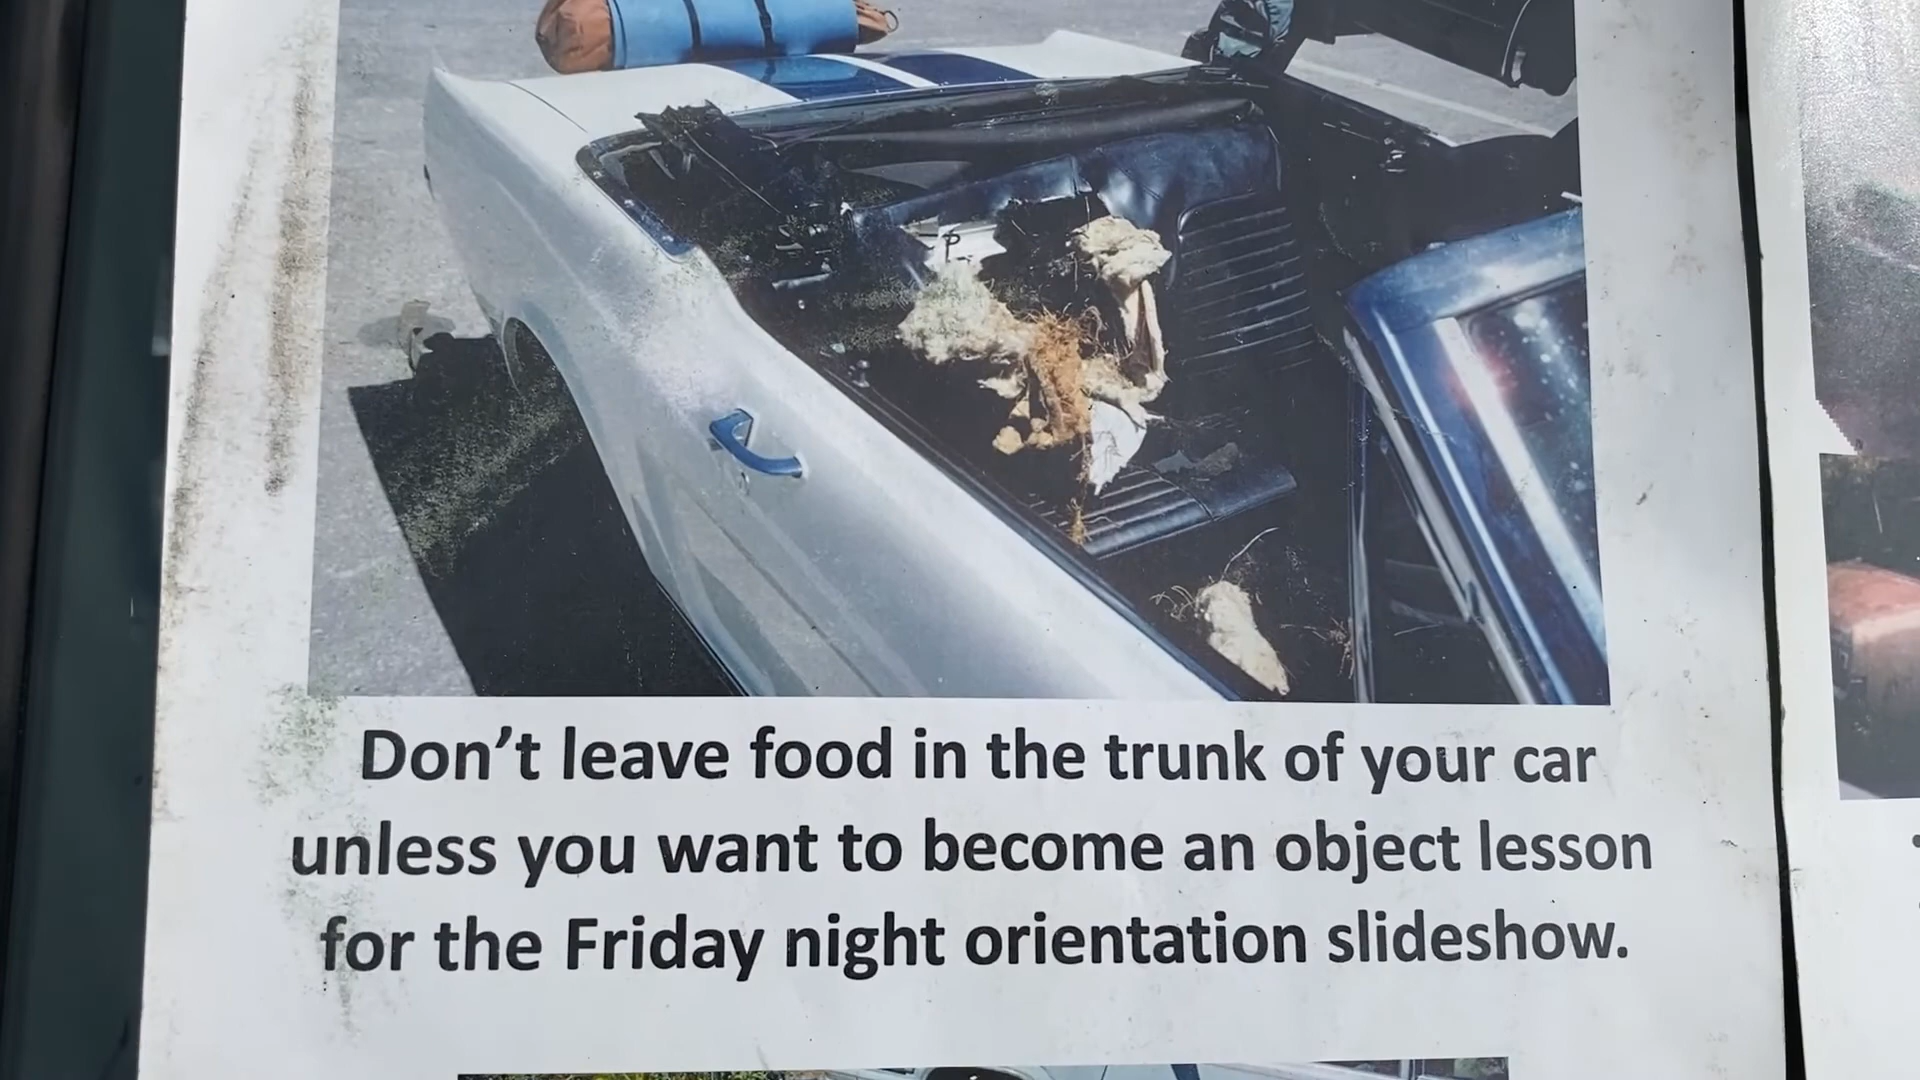 Don't leave food in the trunk of your car
unless you want to become an object lesson
for the Friday night orientation slideshow.